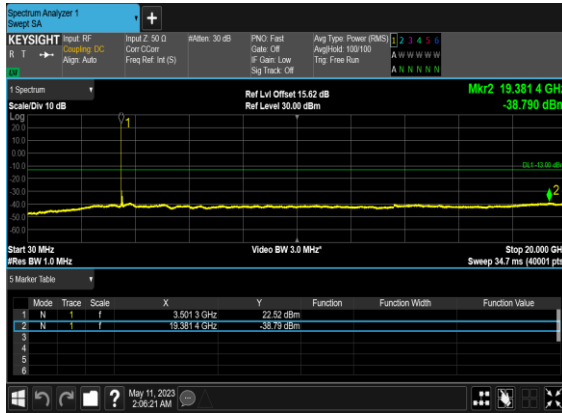 Spectrum Analyzer 1
Swept SA
+
KEYSIGHT Input: RF Input Z: 50 Ω #Atten: 30 dB PNO: Fast Avg Type: Power (RMS) 1 2 3 4 5 6
R T Coupling: DC Corr CCorr Gate: Off Avg|Hold: 100/100 A W W W W W
Align: Auto Freq Ref: Int (S) IF Gain: Low Trig: Free Run
Sig Track: Off A N N N N N
1 Spectrum
Scale/Div 10 dB
Ref Lvl Offset 15.62 dB
Ref Level 30.00 dBm
Mkr2 19.381 4 GHz
-38.790 dBm
Log
20.0
10.0
0.00
-10.0
-20.0
-30.0
-40.0
-50.0
-60.0
1
DL1 -13.00 dBm
2
Start 30 MHz Video BW 3.0 MHz* Stop 20.000 GH
#Res BW 1.0 MHz Sweep 34.7 ms (40001 pts
5 Marker Table
Mode Trace Scale X Y Function Function Width Function Value
1 N 1 f 3.501 3 GHz 22.52 dBm
2 N 1 f 19.381 4 GHz -38.79 dBm
3
4
5
6
? May 11, 2023
2:06:21 AM